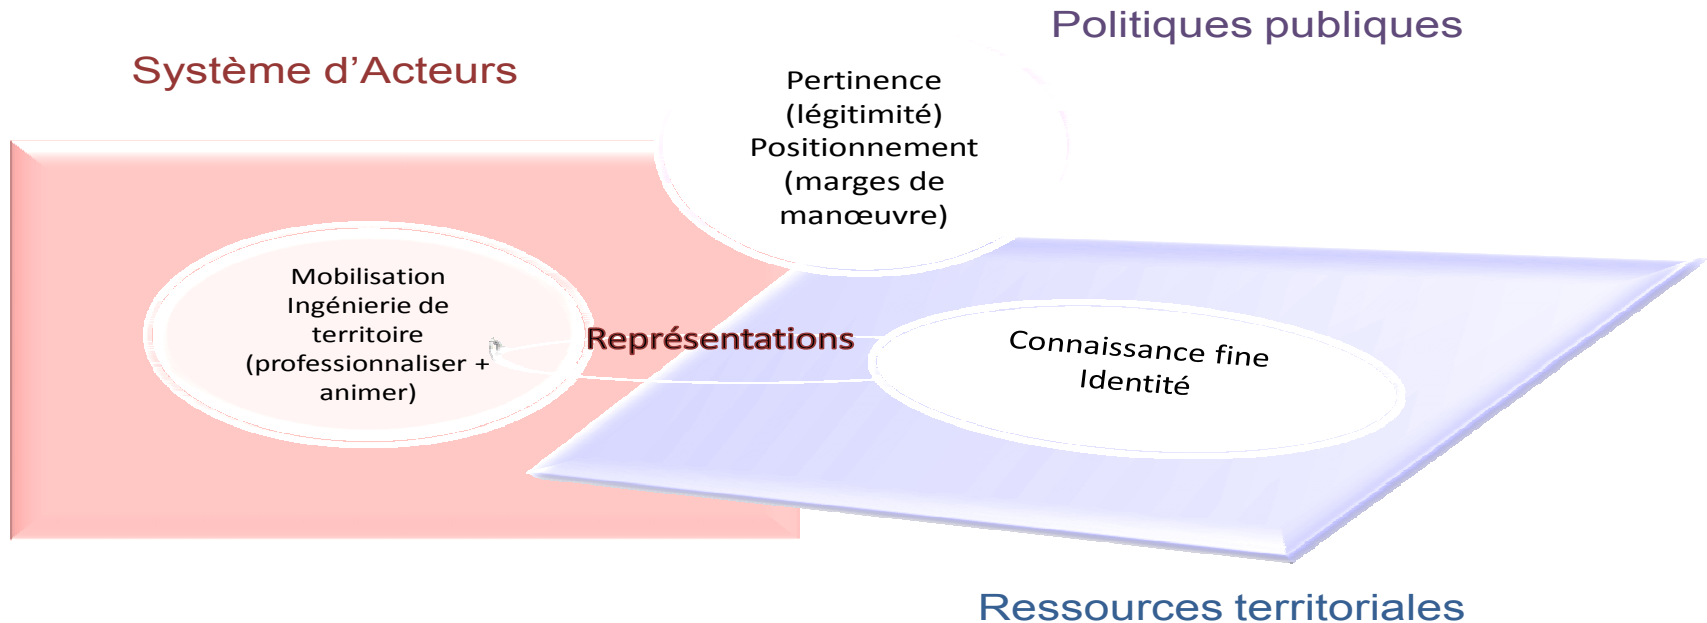 Politiques publiques
Système d’Acteurs
Pertinence
(légitimité)
Positionnement
(marges de
manœuvre)
Mobilisation
Ingénierie de
territoire
(professionnaliser +
animer)
Représentations
Connaissance fine
Identité
Ressources territoriales